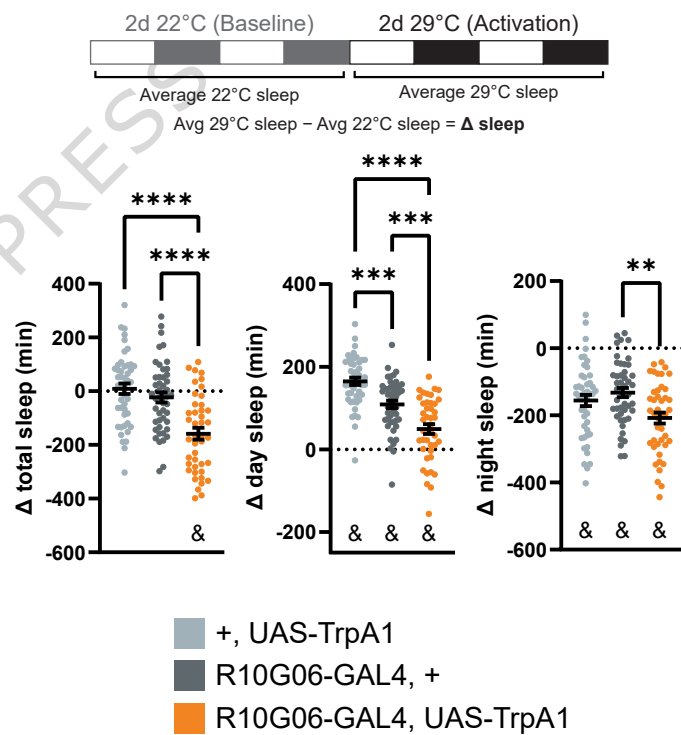 2d 22°C (Baseline) 2d 29°C (Activation)
Average 22°C sleep Average 29°C sleep
Avg 29°C sleep − Avg 22°C sleep = Δ sleep
PRESS
**** **** Δ total sleep (min) 400 200 0 -200 -400 -600 &
**** *** *** Δ day sleep (min) 400 200 0 -200 & & &
** Δ night sleep (min) 200 0 -200 -400 -600 & & &
+, UAS-TrpA1
R10G06-GAL4, +
R10G06-GAL4, UAS-TrpA1